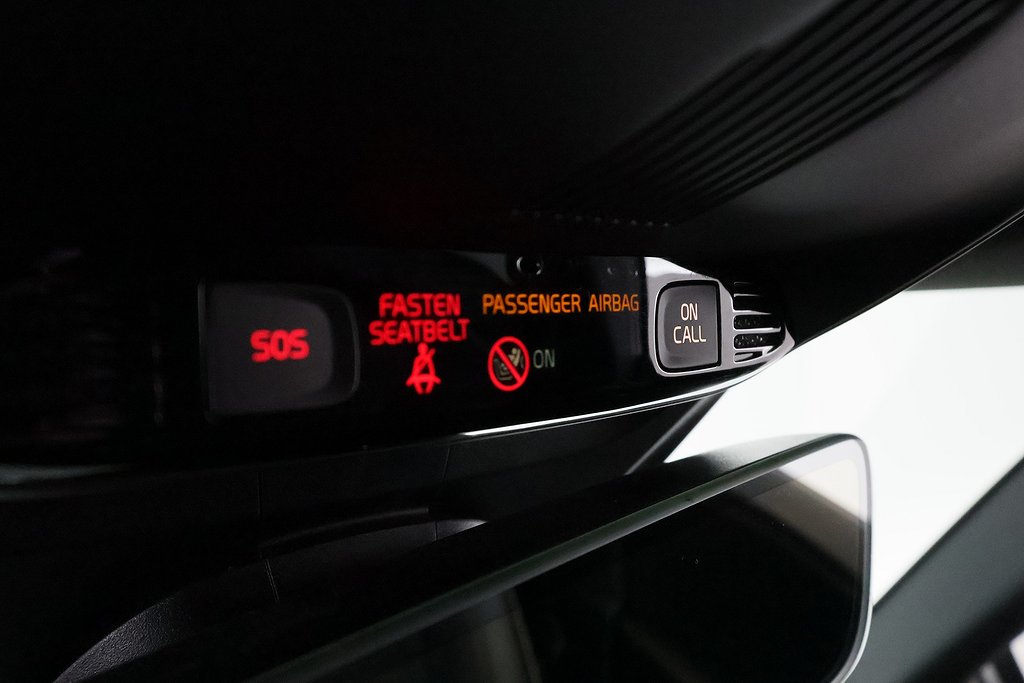 SOS
FASTEN
SEATBELT
PASSENGER AIRBAG
ON
ON
CALL